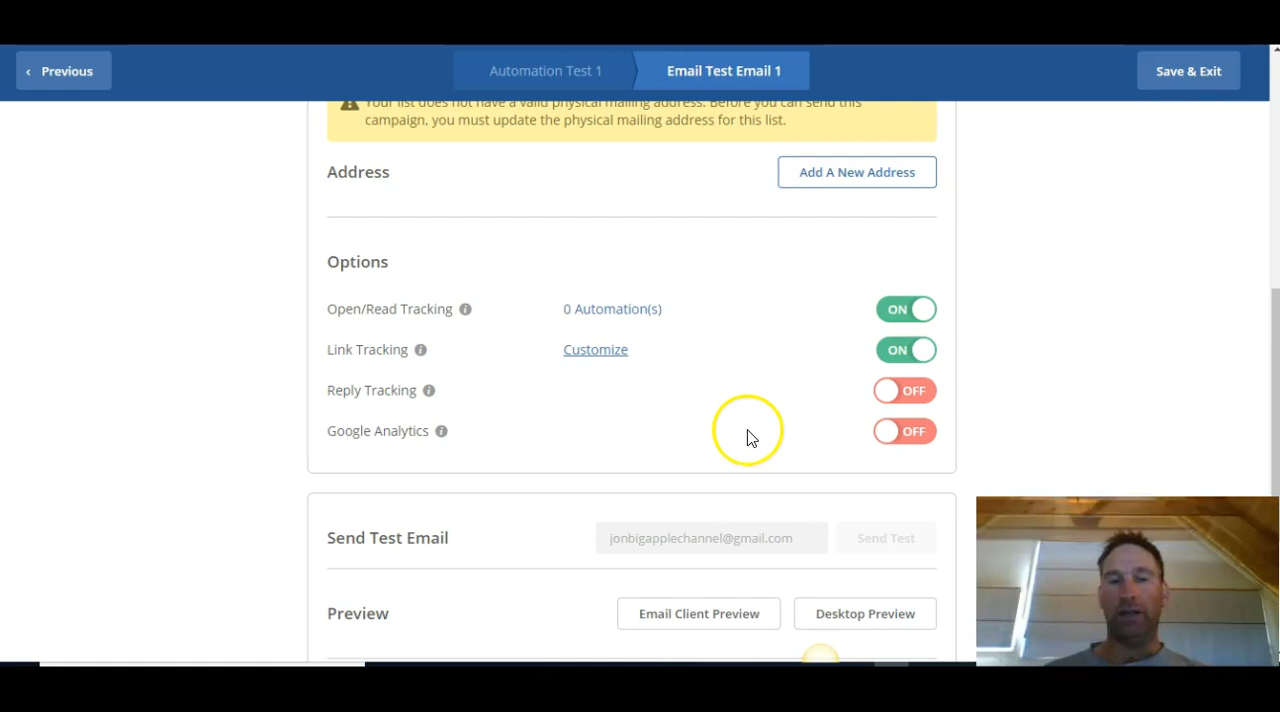 ‹ Previous
Automation Test 1
Email Test Email 1
Save & Exit
Your list does not have a valid physical mailing address. Before you can send this
campaign, you must update the physical mailing address for this list.
Address
Add A New Address
Options
Open/Read Tracking
0 Automation(s)
ON
Link Tracking
Customize
ON
Reply Tracking
OFF
Google Analytics
OFF
Send Test Email
jonbigapplechannel@gmail.com
Send Test
Preview
Email Client Preview
Desktop Preview